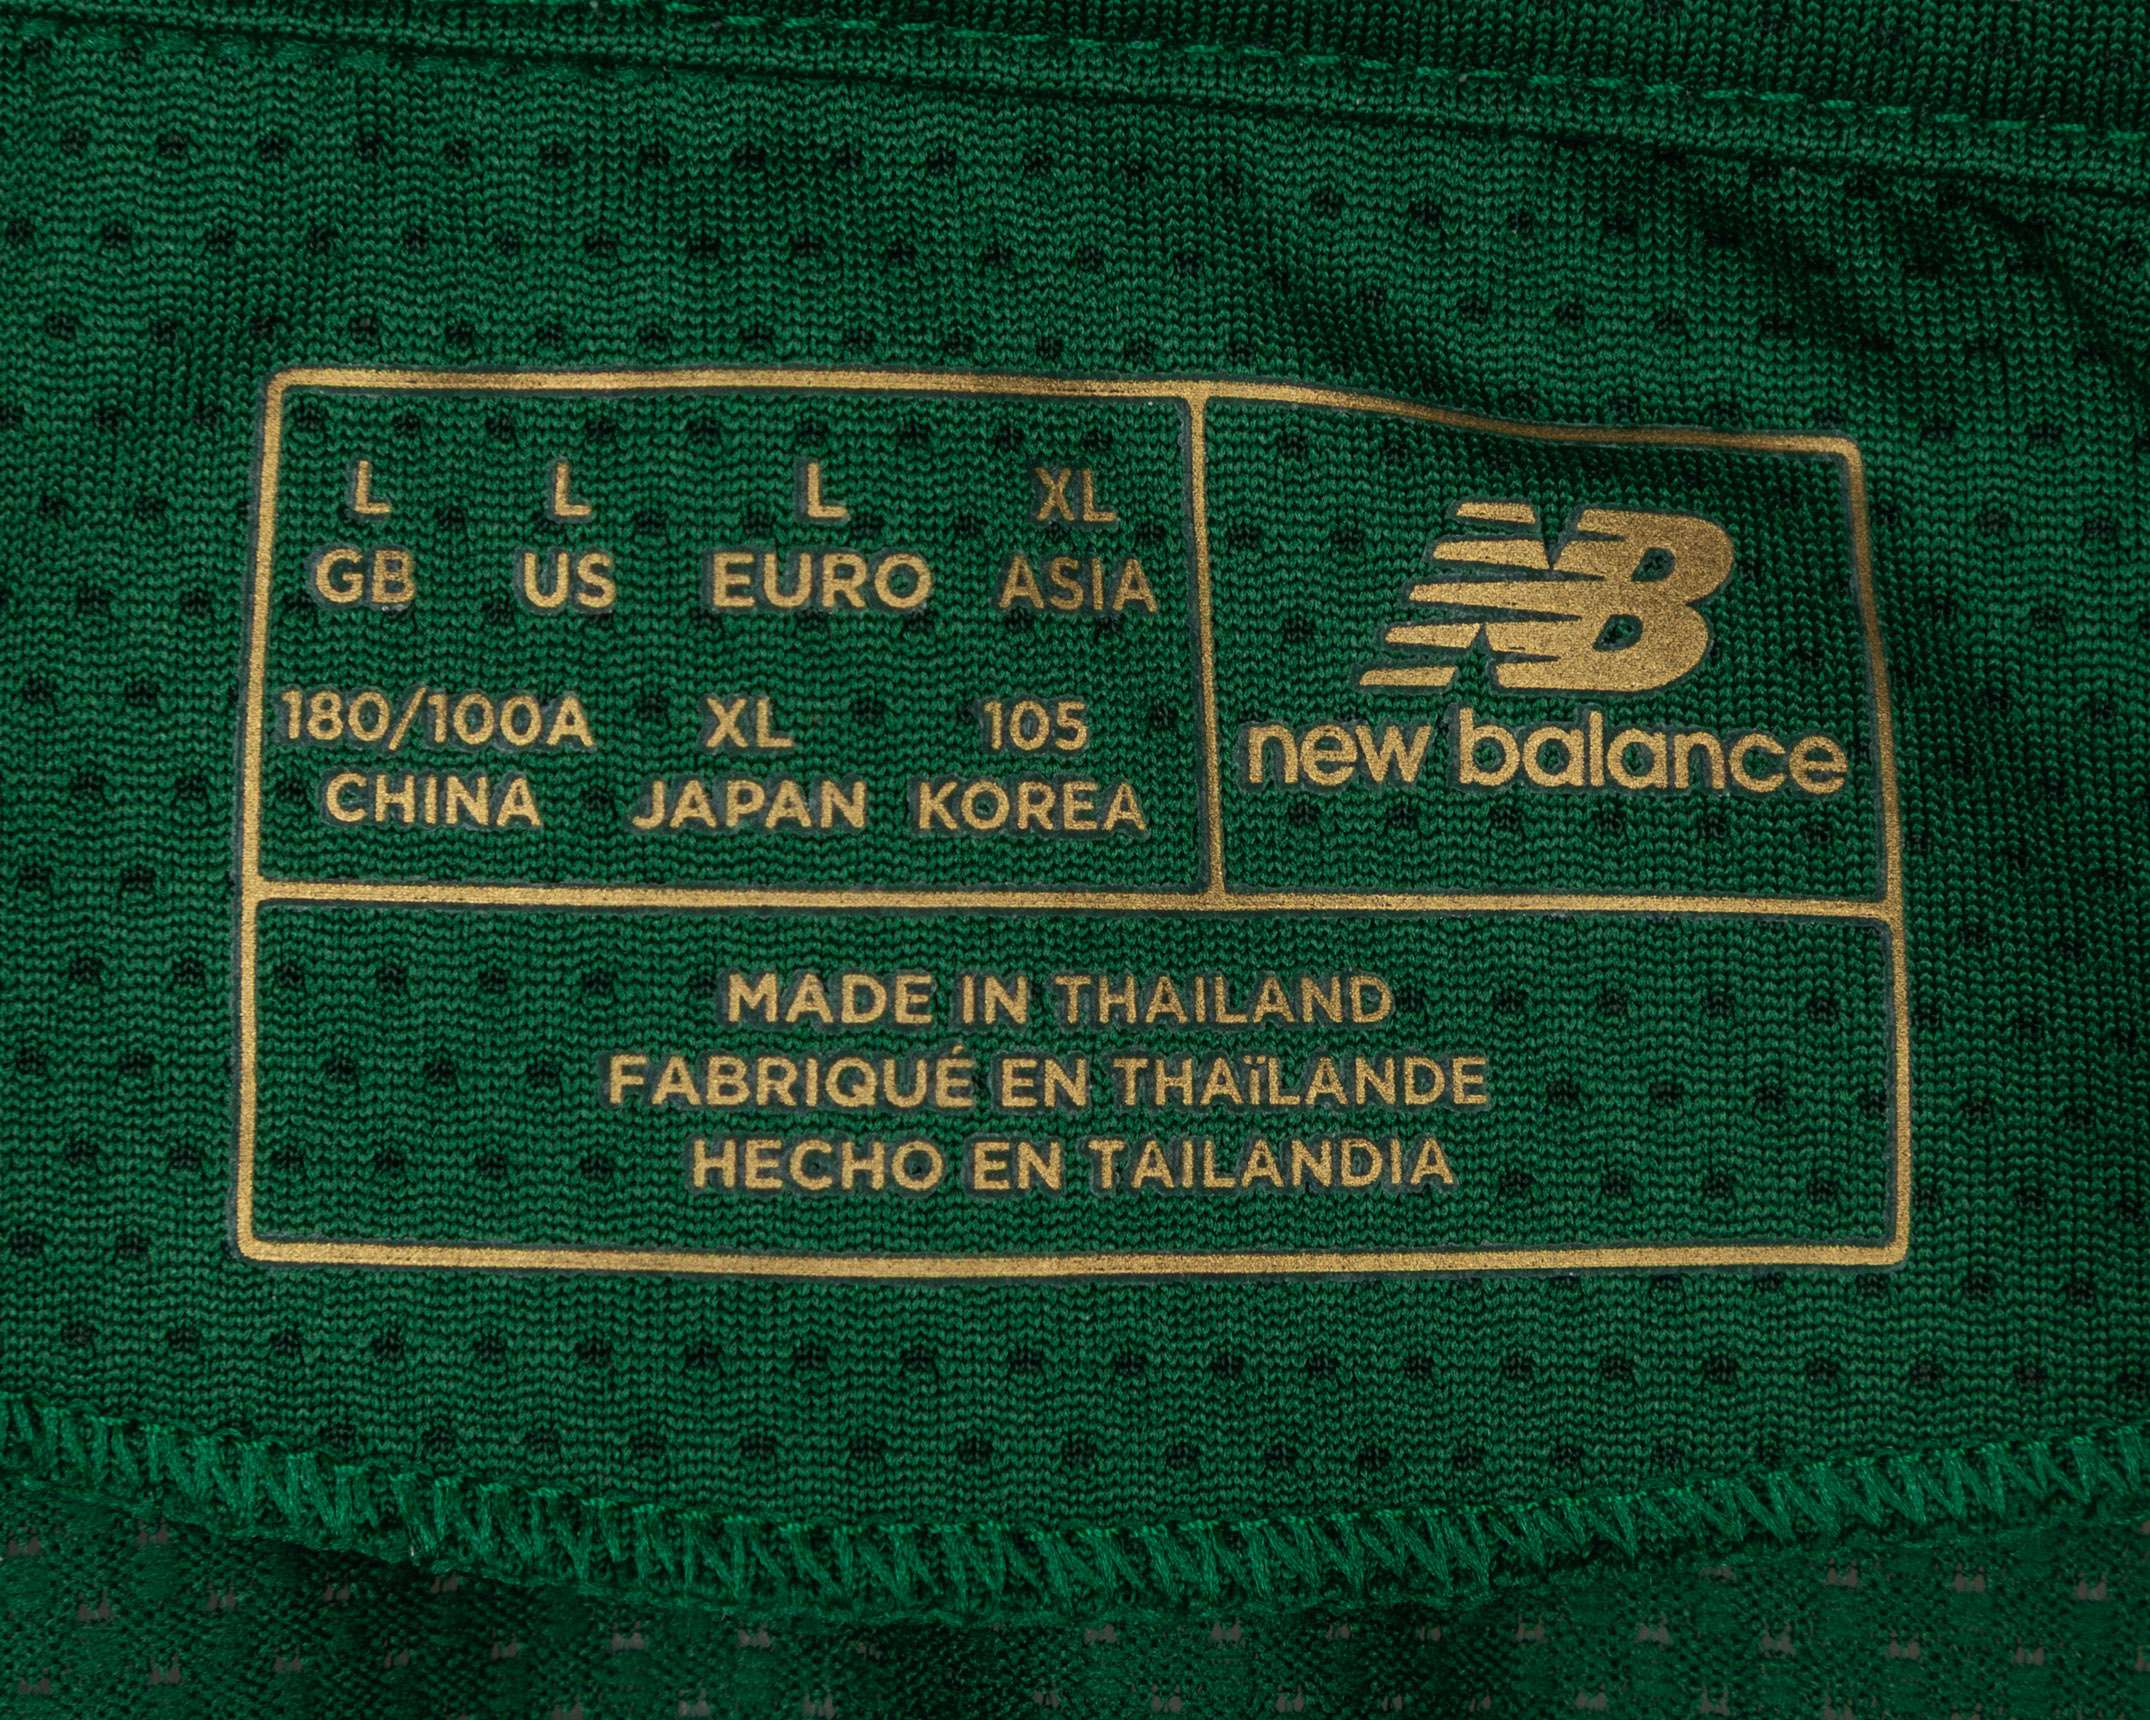 L L L XL
GB US EURO ASIA
180/100A XL 105
CHINA JAPAN KOREA
NB
new balance
MADE IN THAILAND
FABRIQUÉ EN THAïLANDE
HECHO EN TAILANDIA